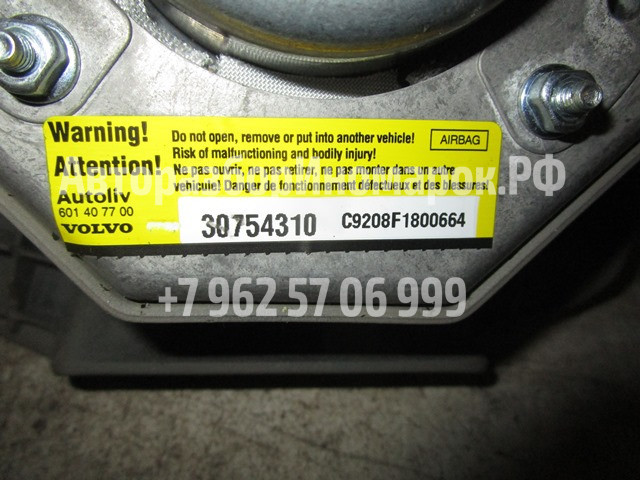 Warning!
Do not open, remove or put into another vehicle!
AIRBAG
Risk of malfunctioning and bodily injury!
Attention!
Ne pas ouvrir, ne pas retirer, ne pas monter dans un autre
vehicule! Danger de fonctionnement défectueux et des blessures!
Autoliv
601 40 77 00
VOLVO
30754310
C9208F1800664
+7 962 57 06 999